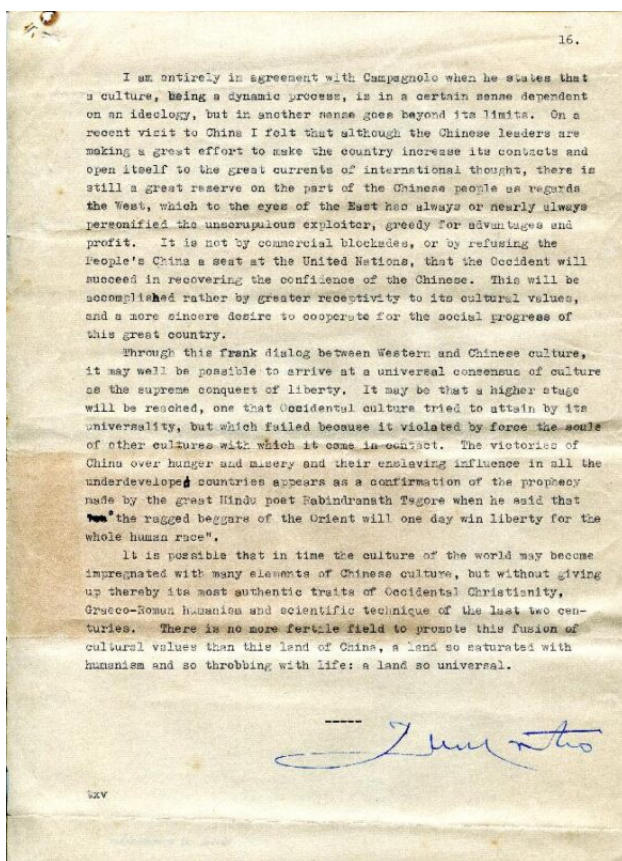 16.
I am entirely in agreement with Campagnolo when he states that
a culture, being a dynamic process, is in a certain sense dependent
on an ideology, but in another sense goes beyond its limits. On a
recent visit to China I felt that although the Chinese leaders are
making a great effort to make the country increase its contacts and
open itself to the great currents of international thought, there is
still a great reserve on the part of the Chinese people as regards
the West, which to the eyes of the East has always or nearly always
personified the unscrupulous exploiter, greedy for advantages and
profit. It is not by commercial blockades, or by refusing the
People's China a seat at the United Nations, that the Occident will
succeed in recovering the confidence of the Chinese. This will be
accomplished rather by greater receptivity to its cultural values,
and a more sincere desire to cooperate for the social progress of
this great country.
Through this frank dialog between Western and Chinese culture,
it may well be possible to arrive at a universal consensus of culture
as the supreme conquest of liberty. It may be that a higher stage
will be reached, one that Occidental culture tried to attain by its
universality, but which failed because it violated by force the souls
of other cultures with which it came in contact. The victories of
China over hunger and misery and their enslaving influence in all the
underdeveloped countries appears as a confirmation of the prophecy
made by the great Hindu poet Rabindranath Tagore when he said that
"the ragged beggars of the Orient will one day win liberty for the
whole human race".
It is possible that in time the culture of the world may become
impregnated with many elements of Chinese culture, but without giving
up thereby its most authentic traits of Occidental Christianity,
Graeco-Roman humanism and scientific technique of the last two cen-
turies. There is no more fertile field to promote this fusion of
cultural values than this land of China, a land so saturated with
humanism and so throbbing with life: a land so universal.
-----